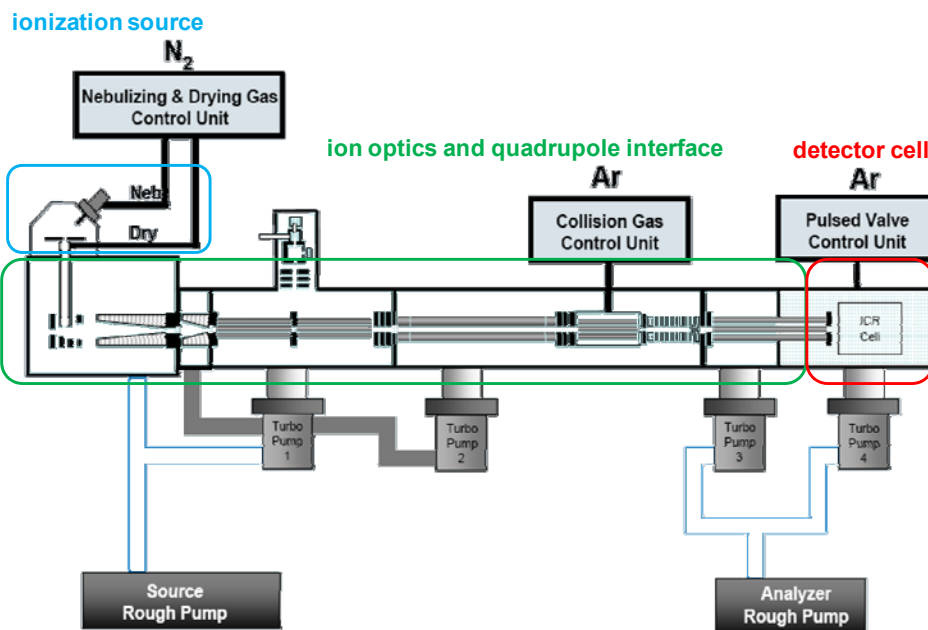 ionization source
N2
Nebulizing & Drying Gas
Control Unit
ion optics and quadrupole interface
detector cell
Ar
Ar
Collision Gas
Control Unit
Pulsed Valve
Control Unit
Neb
Dry
ICR
Cell
Turbo
Pump
1
Turbo
Pump
2
Turbo
Pump
3
Turbo
Pump
4
Source
Rough Pump
Analyzer
Rough Pump